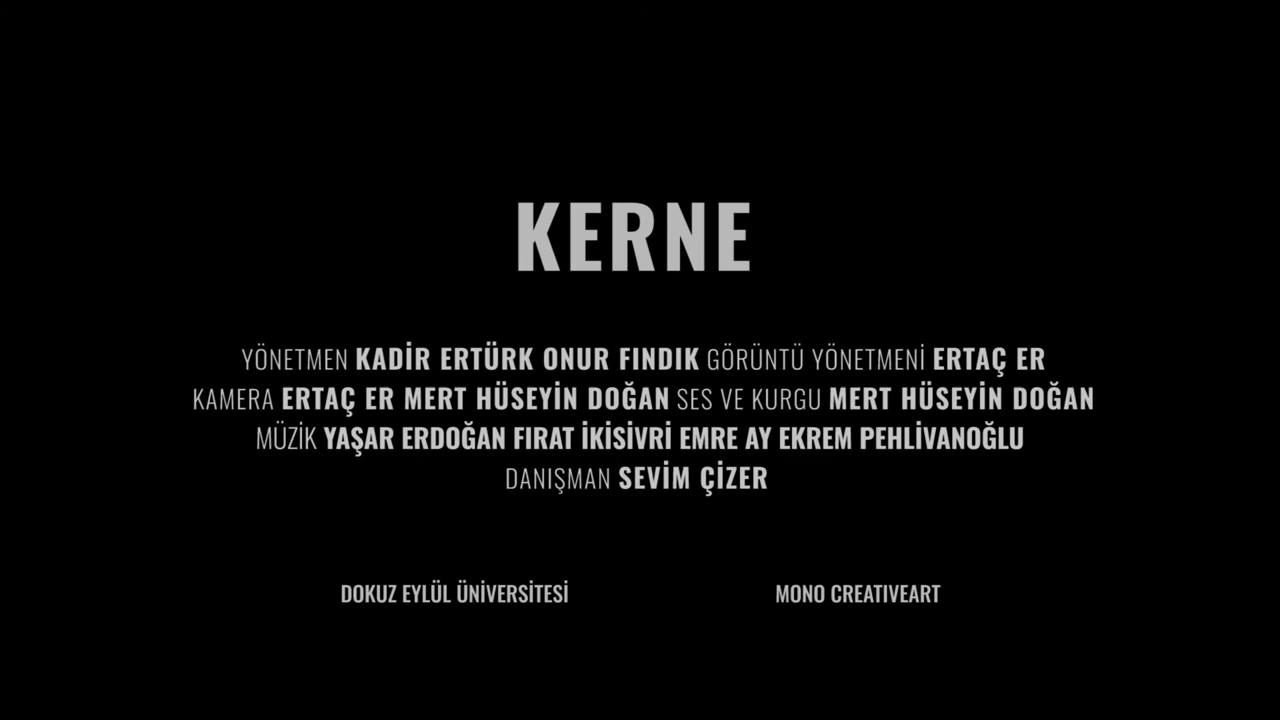 KERNE
YÖNETMEN KADİR ERTÜRK ONUR FINDIK GÖRÜNTÜ YÖNETMENİ ERTAÇ ER
KAMERA ERTAÇ ER MERT HÜSEYİN DOĞAN SES VE KURGU MERT HÜSEYİN DOĞAN
MÜZİK YAŞAR ERDOĞAN FIRAT İKİSİVRİ EMRE AY EKREM PEHLİVANOĞLU
DANIŞMAN SEVİM ÇİZER
DOKUZ EYLÜL ÜNİVERSİTESİ MONO CREATIVEART